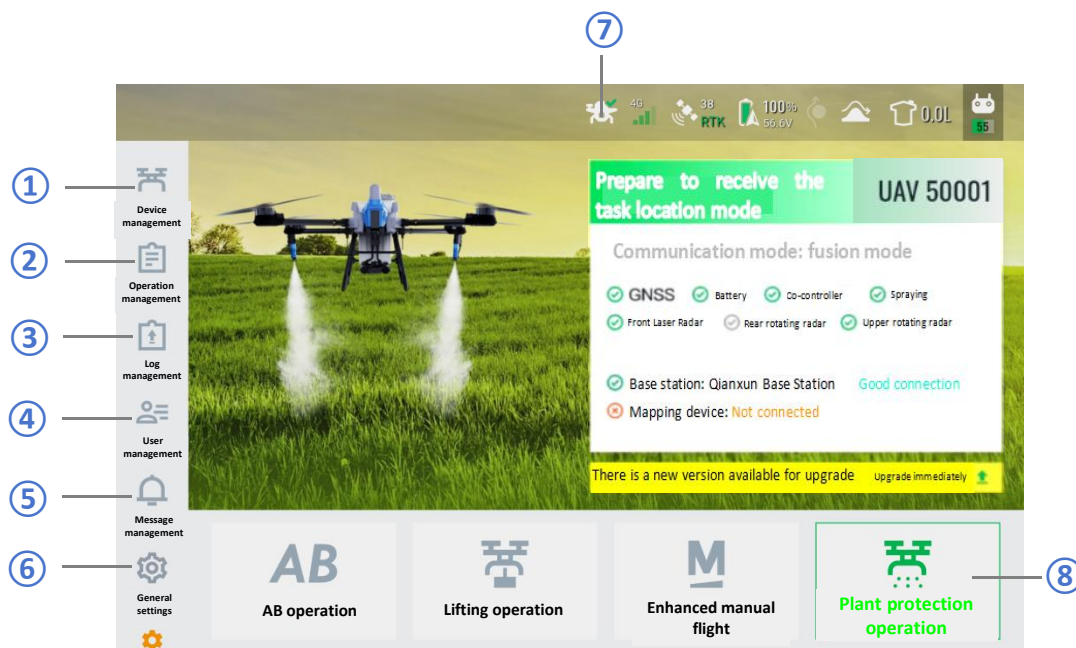 ⑦
4G
38
RTK
100%
56.6V
0.0L
55
①
Device
management
②
Operation
management
③
Log
management
④
User
management
⑤
Message
management
⑥
General
settings
Prepare to receive the
task location mode
UAV 50001
Communication mode: fusion mode
GNSS Battery Co-controller Spraying
Front Laser Radar Rear rotating radar Upper rotating radar
Base station: Qianxun Base Station Good connection
Mapping device: Not connected
There is a new version available for upgrade Upgrade immediately
AB
AB operation
Lifting operation
M
Enhanced manual
flight
Plant protection
operation
⑧